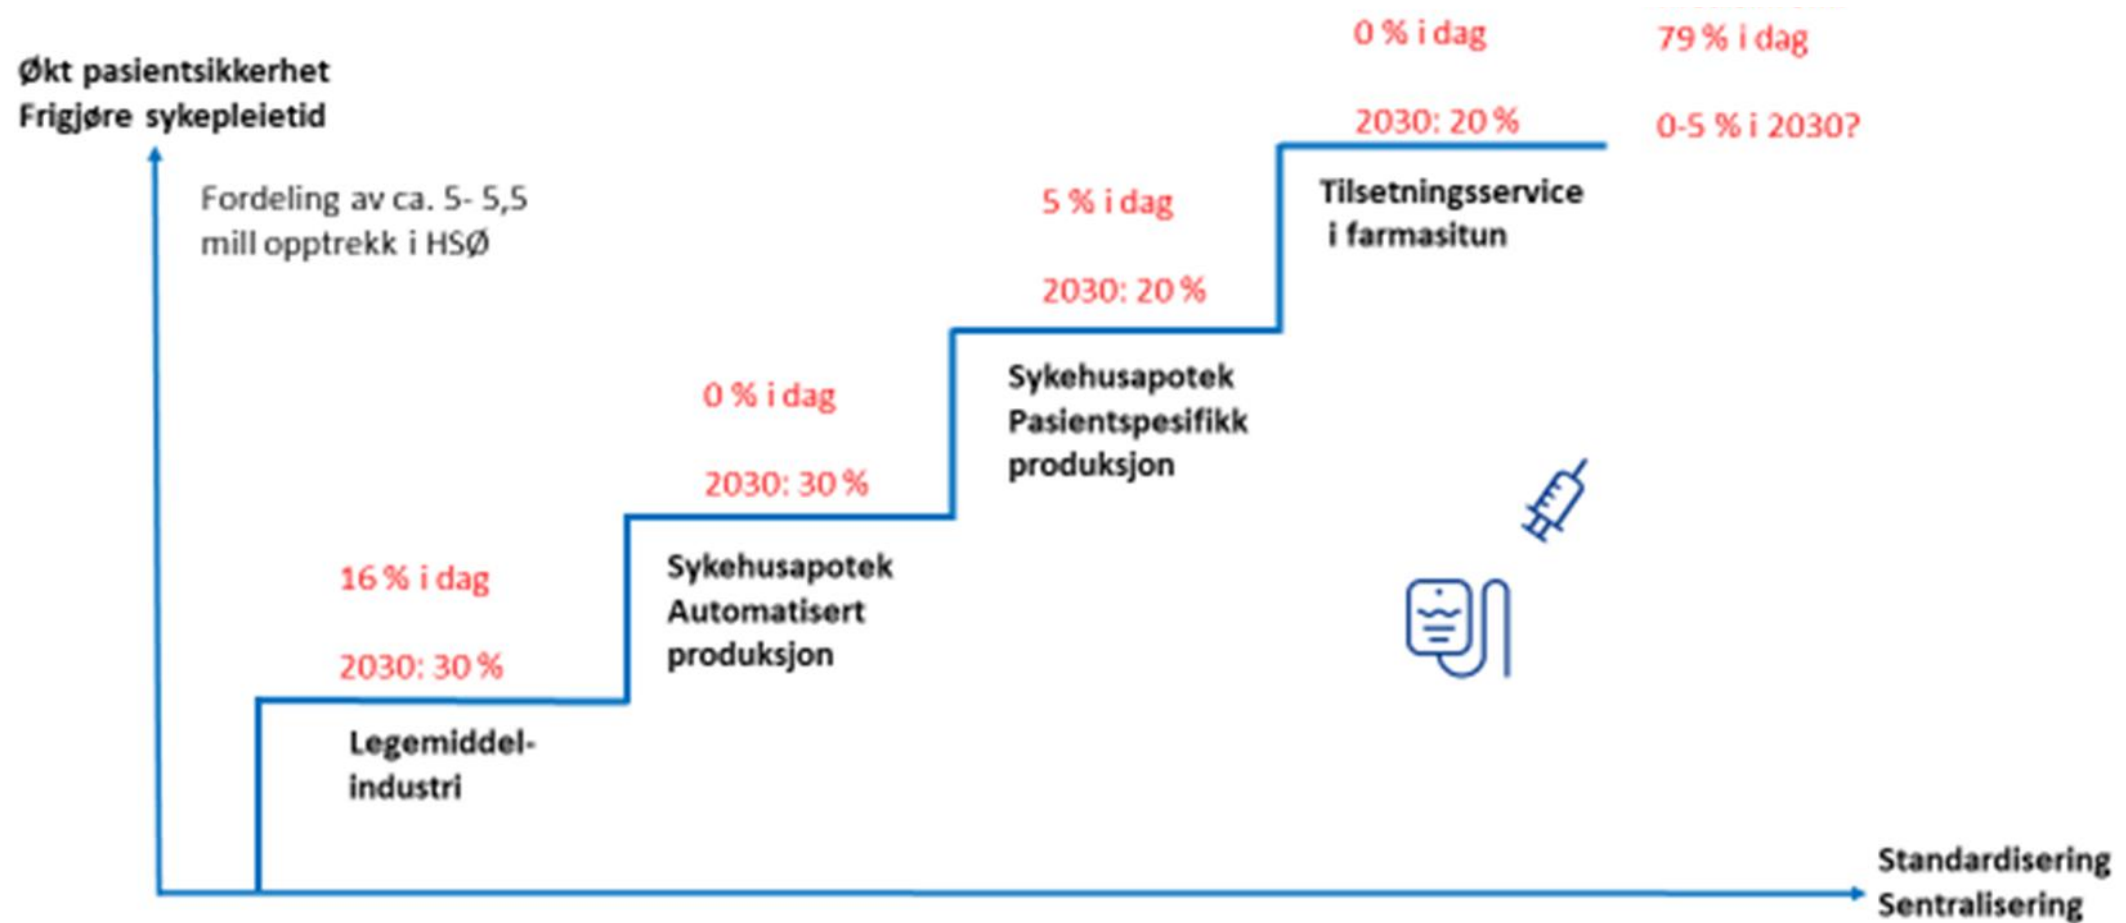 Økt pasientsikkerhet
Frigjøre sykepleietid
Fordeling av ca. 5- 5,5
mill opptrekk i HSØ
16 % i dag
2030: 30 %
Legemiddel-
industri
0 % i dag
2030: 30 %
Sykehusapotek
Automatisert
produksjon
5 % i dag
2030: 20 %
Sykehusapotek
Pasientspesifikk
produksjon
0 % i dag
2030: 20 %
Tilsetningsservice
i farmasitun
79 % i dag
0-5 % i 2030?
Standardisering
Sentralisering